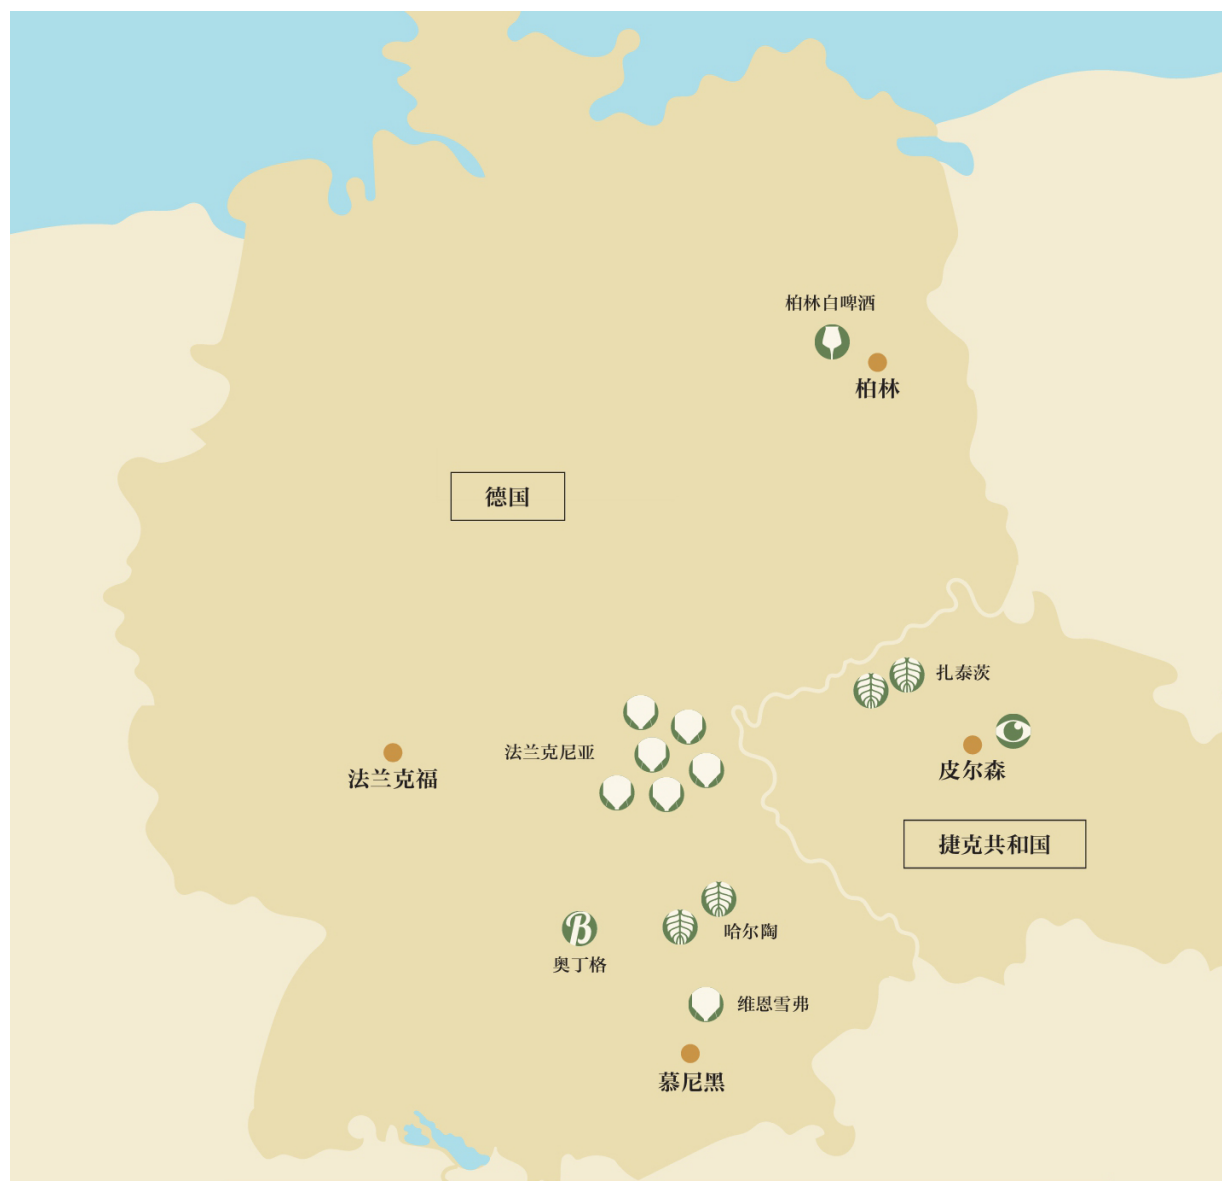 柏林白啤酒
柏林
德国
扎泰茨
法兰克尼亚
法兰克福
皮尔森
捷克共和国
哈尔陶
B
奥丁格
维恩雪弗
慕尼黑